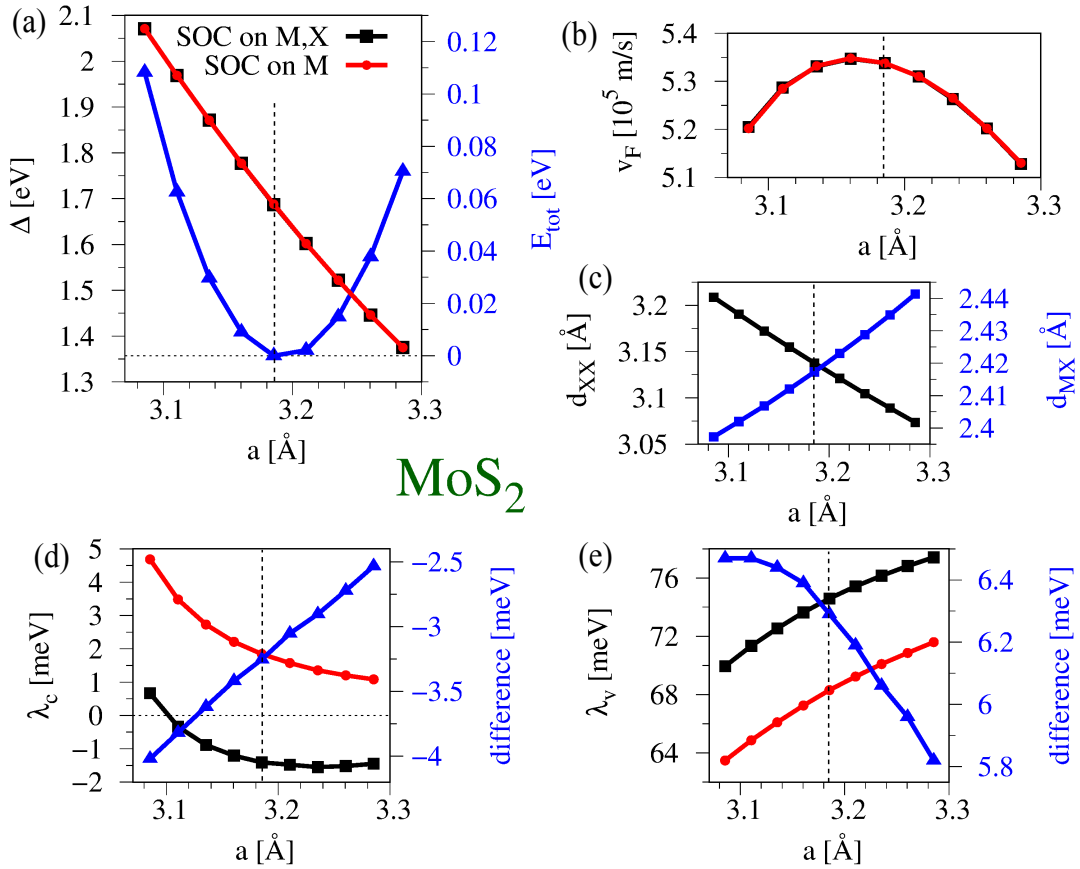 (a)
SOC on M,X
SOC on M
2.1
2
1.9
1.8
1.7
1.6
1.5
1.4
1.3
Δ [eV]
0.12
0.1
0.08
0.06
0.04
0.02
0
E_tot [eV]
3.1 3.2 3.3
a [Å]
(b)
5.4
5.3
5.2
5.1
v_F [10^5 m/s]
3.1 3.2 3.3
a [Å]
(c)
3.2
3.15
3.1
3.05
d_XX [Å]
2.44
2.43
2.42
2.41
2.4
d_MX [Å]
3.1 3.2 3.3
a [Å]
MoS₂
(d)
5
4
3
2
1
0
−1
−2
λ_c [meV]
−2.5
−3
−3.5
−4
difference [meV]
3.1 3.2 3.3
a [Å]
(e)
76
72
68
64
λ_v [meV]
6.4
6.2
6
5.8
difference [meV]
3.1 3.2 3.3
a [Å]